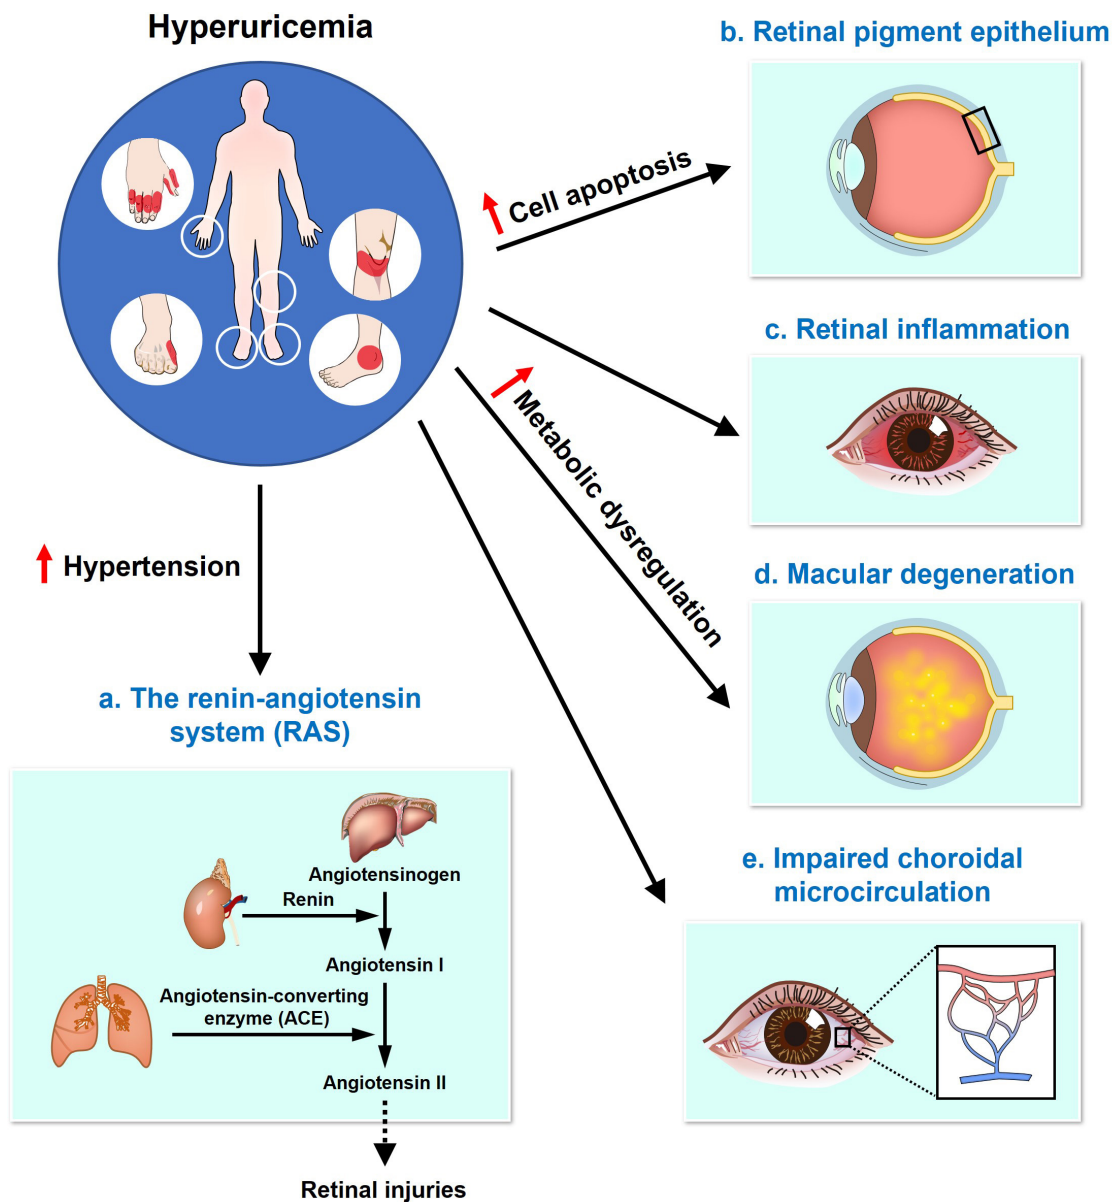 Hyperuricemia
b. Retinal pigment epithelium
Cell apoptosis
c. Retinal inflammation
Metabolic dysregulation
Hypertension
d. Macular degeneration
a. The renin-angiotensin
system (RAS)
Angiotensinogen
Renin
Angiotensin I
Angiotensin-converting
enzyme (ACE)
Angiotensin II
Retinal injuries
e. Impaired choroidal
microcirculation